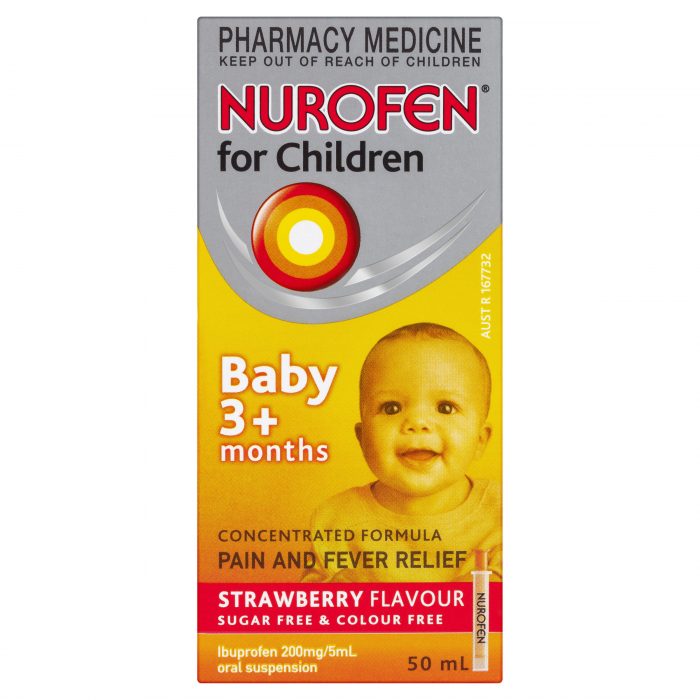 PHARMACY MEDICINE
KEEP OUT OF REACH OF CHILDREN
NUROFEN®
for Children
AUST R 167732
Baby
3+
months
CONCENTRATED FORMULA
PAIN AND FEVER RELIEF
STRAWBERRY FLAVOUR
SUGAR FREE & COLOUR FREE
NUROFEN
Ibuprofen 200mg/5mL
oral suspension
50 mL